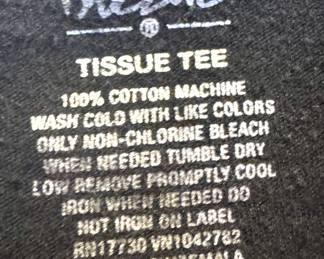 TISSUE TEE
100% COTTON MACHINE
WASH COLD WITH LIKE COLORS
ONLY NON-CHLORINE BLEACH
WHEN NEEDED TUMBLE DRY
LOW REMOVE PROMPTLY COOL
IRON WHEN NEEDED DO
NOT IRON ON LABEL
RN17730 VN1042782